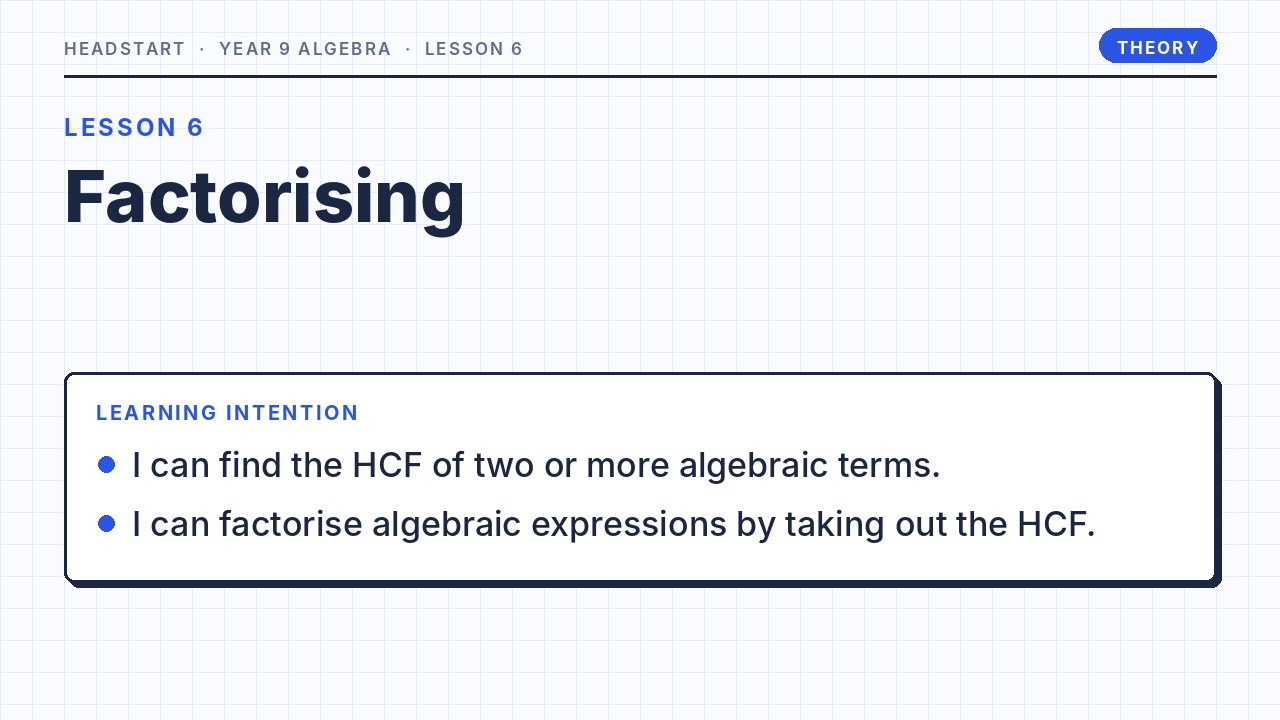 HEADSTART · YEAR 9 ALGEBRA · LESSON 6
THEORY
LESSON 6
Factorising
LEARNING INTENTION
I can find the HCF of two or more algebraic terms.
I can factorise algebraic expressions by taking out the HCF.